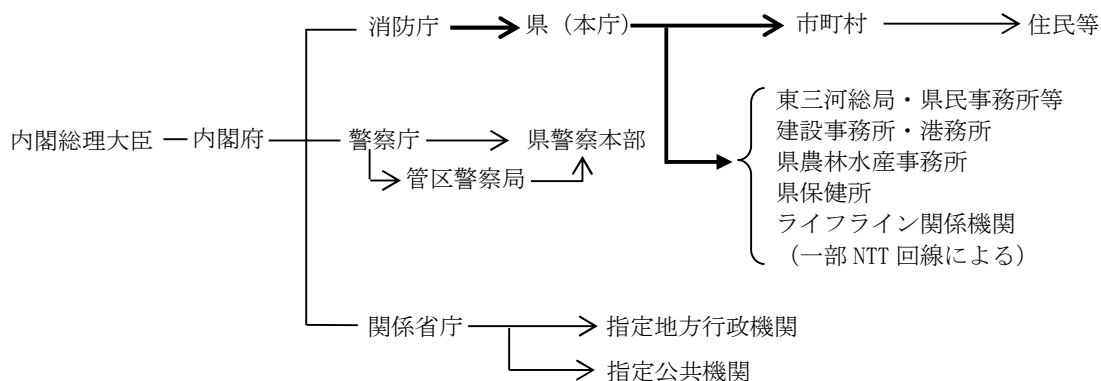 消防庁
県（本庁）
市町村
住民等
内閣総理大臣
内閣府
警察庁
県警察本部
管区警察局
東三河総局・県民事務所等
建設事務所・港務所
県農林水産事務所
県保健所
ライフライン関係機関
（一部 NTT 回線による）
関係省庁
指定地方行政機関
指定公共機関